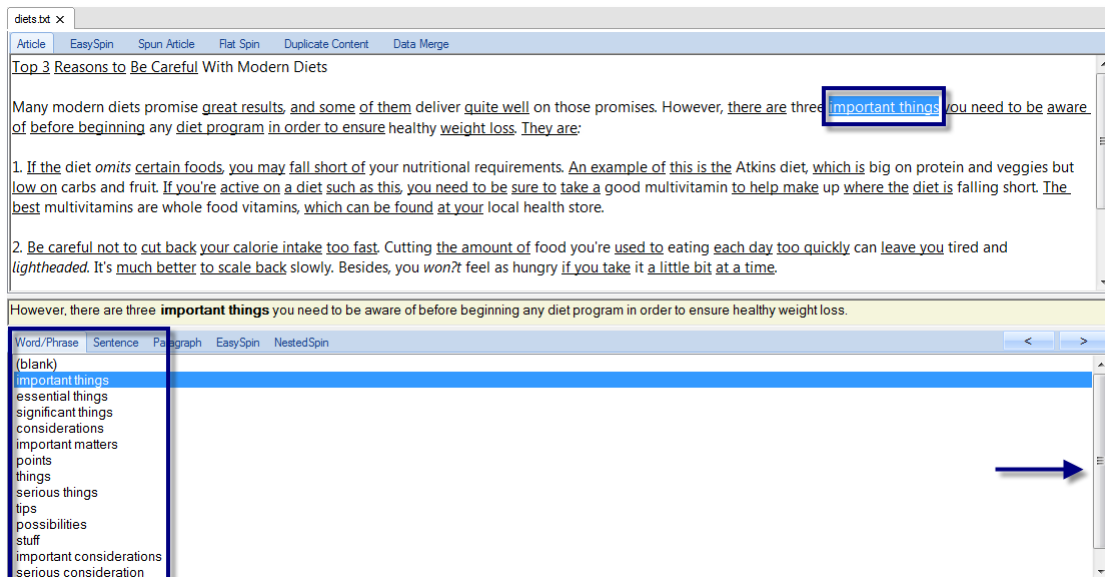 diets.txt ×
Article EasySpin Spun Article Flat Spin Duplicate Content Data Merge
Top 3 Reasons to Be Careful With Modern Diets
Many modern diets promise great results, and some of them deliver quite well on those promises. However, there are three important things you need to be aware
of before beginning any diet program in order to ensure healthy weight loss. They are:
1. If the diet omits certain foods, you may fall short of your nutritional requirements. An example of this is the Atkins diet, which is big on protein and veggies but
low on carbs and fruit. If you're active on a diet such as this, you need to be sure to take a good multivitamin to help make up where the diet is falling short. The
best multivitamins are whole food vitamins, which can be found at your local health store.
2. Be careful not to cut back your calorie intake too fast. Cutting the amount of food you're used to eating each day too quickly can leave you tired and
lightheaded. It's much better to scale back slowly. Besides, you won?t feel as hungry if you take it a little bit at a time.
However, there are three important things you need to be aware of before beginning any diet program in order to ensure healthy weight loss.
Word/Phrase Sentence Paragraph EasySpin NestedSpin < >
(blank)
important things
essential things
significant things
considerations
important matters
points
things
serious things
tips
possibilities
stuff
important considerations
serious consideration